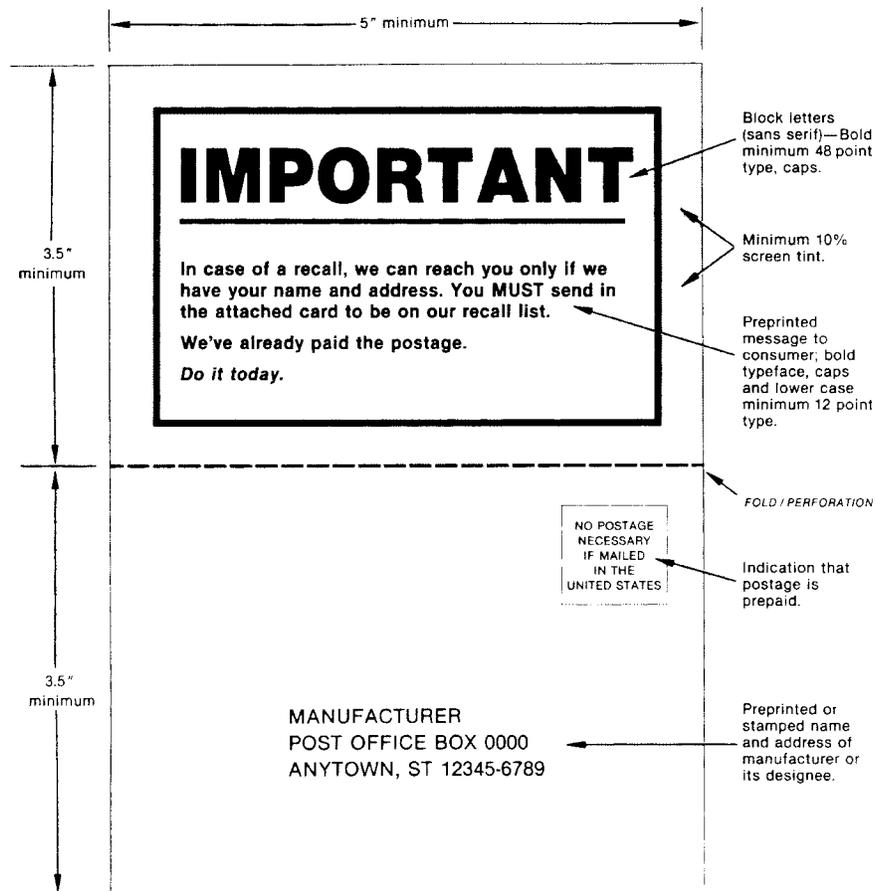 5″ minimum
IMPORTANT
In case of a recall, we can reach you only if we
have your name and address. You MUST send in
the attached card to be on our recall list.
We've already paid the postage.
Do it today.
3.5″
minimum
Block letters
(sans serif)—Bold
minimum 48 point
type, caps.
Minimum 10%
screen tint.
Preprinted
message to
consumer; bold
typeface, caps
and lower case
minimum 12 point
type.
FOLD / PERFORATION
NO POSTAGE
NECESSARY
IF MAILED
IN THE
UNITED STATES
Indication that
postage is
prepaid.
3.5″
minimum
MANUFACTURER
POST OFFICE BOX 0000
ANYTOWN, ST 12345-6789
Preprinted or
stamped name
and address of
manufacturer or
its designee.